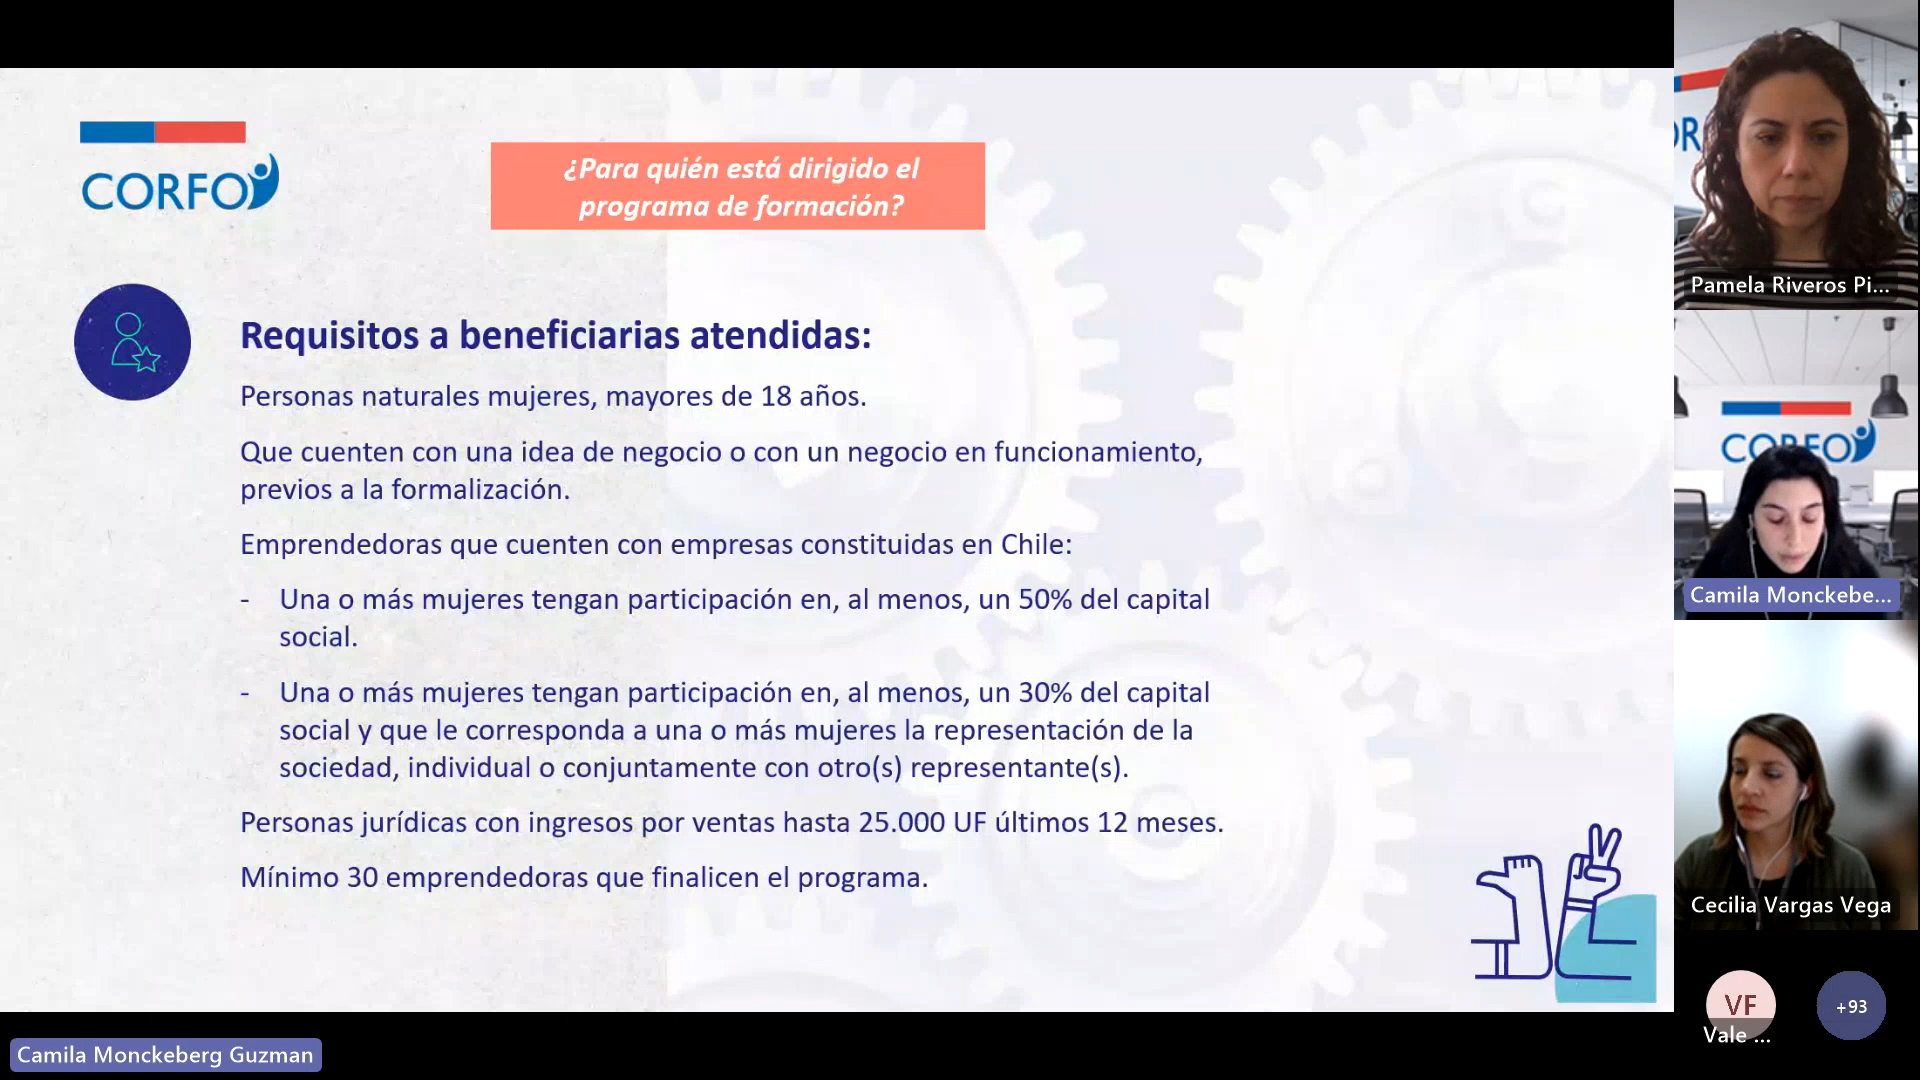 CORFO
¿Para quién está dirigido el
programa de formación?
Requisitos a beneficiarias atendidas:
Personas naturales mujeres, mayores de 18 años.
Que cuenten con una idea de negocio o con un negocio en funcionamiento,
previos a la formalización.
Emprendedoras que cuenten con empresas constituidas en Chile:
- Una o más mujeres tengan participación en, al menos, un 50% del capital
social.
- Una o más mujeres tengan participación en, al menos, un 30% del capital
social y que le corresponda a una o más mujeres la representación de la
sociedad, individual o conjuntamente con otro(s) representante(s).
Personas jurídicas con ingresos por ventas hasta 25.000 UF últimos 12 meses.
Mínimo 30 emprendedoras que finalicen el programa.
Camila Monckeberg Guzman
OR
Pamela Riveros Pi...
CORFO
Camila Monckebe...
Cecilia Vargas Vega
VF
Vale ...
+93